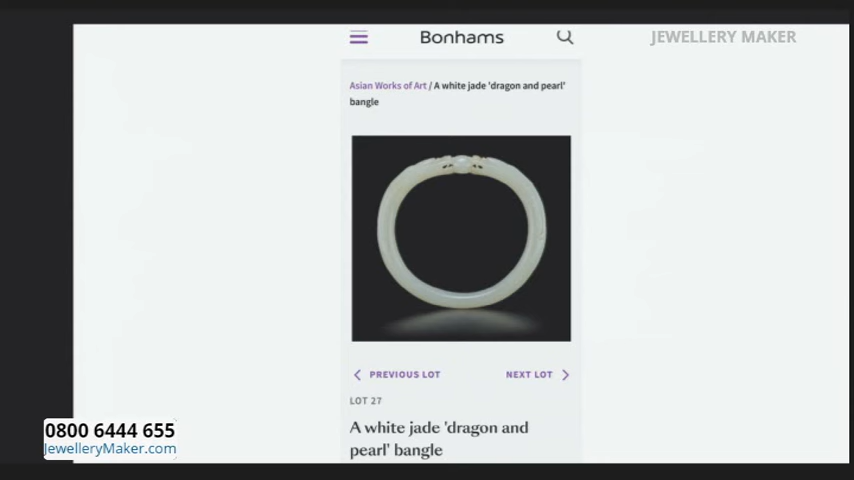 Bonhams
JEWELLERY MAKER
Asian Works of Art / A white jade 'dragon and pearl'
bangle
PREVIOUS LOT
NEXT LOT
LOT 27
A white jade 'dragon and
pearl' bangle
0800 6444 655
JewelleryMaker.com